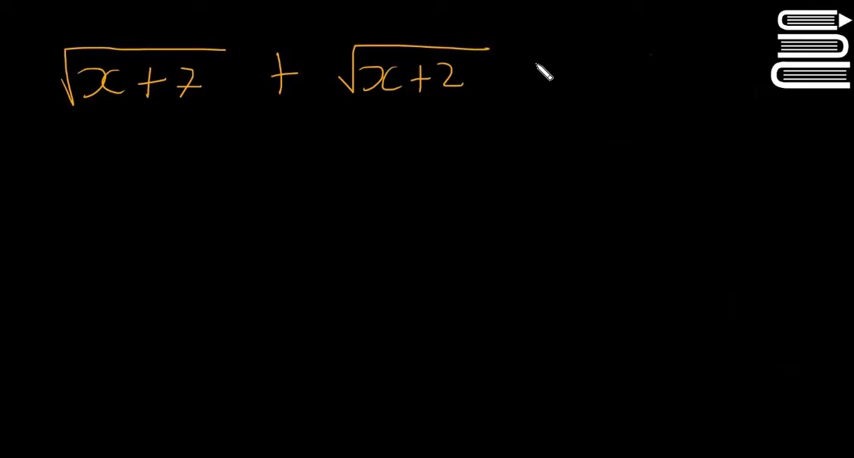 √(x+7) + √(x+2)